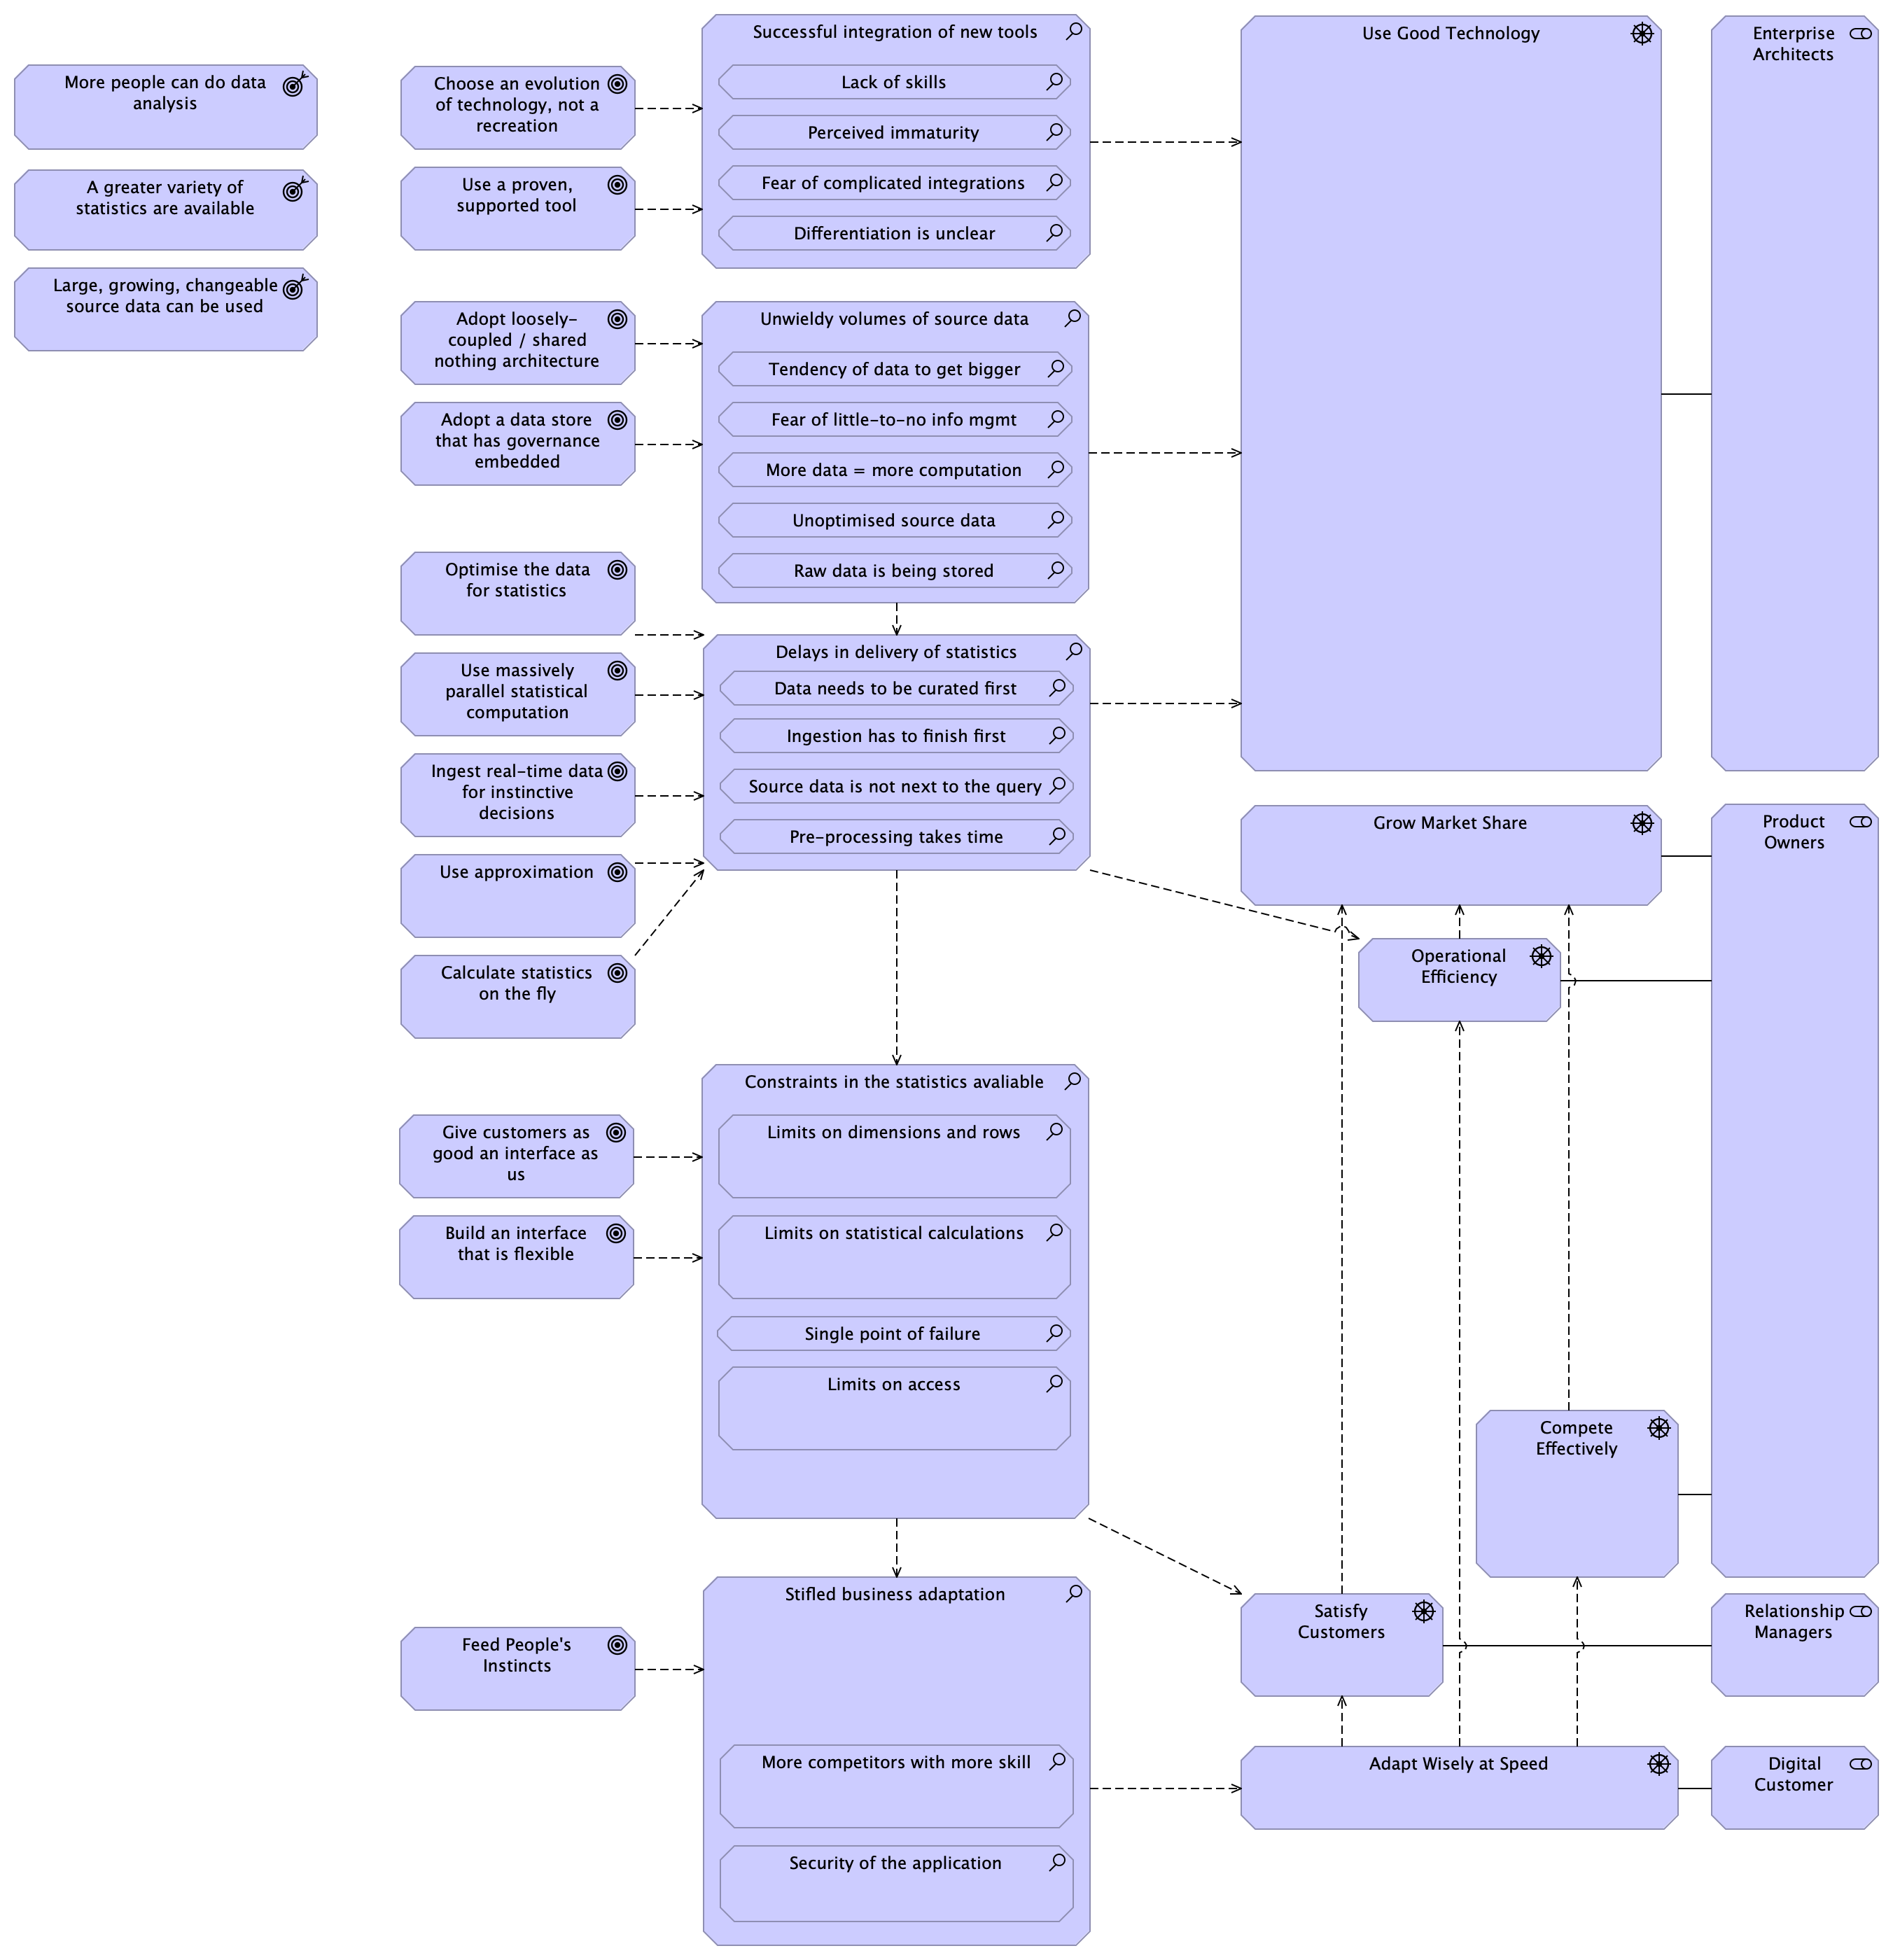 More people can do data
analysis
A greater variety of
statistics are available
Large, growing, changeable
source data can be used
Choose an evolution
of technology, not a
recreation
Use a proven,
supported tool
Adopt loosely-
coupled / shared
nothing architecture
Adopt a data store
that has governance
embedded
Optimise the data
for statistics
Use massively
parallel statistical
computation
Ingest real-time data
for instinctive
decisions
Use approximation
Calculate statistics
on the fly
Give customers as
good an interface as
us
Build an interface
that is flexible
Feed People's
Instincts
Successful integration of new tools
Lack of skills
Perceived immaturity
Fear of complicated integrations
Differentiation is unclear
Unwieldy volumes of source data
Tendency of data to get bigger
Fear of little-to-no info mgmt
More data = more computation
Unoptimised source data
Raw data is being stored
Delays in delivery of statistics
Data needs to be curated first
Ingestion has to finish first
Source data is not next to the query
Pre-processing takes time
Constraints in the statistics avaliable
Limits on dimensions and rows
Limits on statistical calculations
Single point of failure
Limits on access
Stifled business adaptation
More competitors with more skill
Security of the application
Use Good Technology
Grow Market Share
Operational
Efficiency
Compete
Effectively
Satisfy
Customers
Adapt Wisely at Speed
Enterprise
Architects
Product
Owners
Relationship
Managers
Digital
Customer